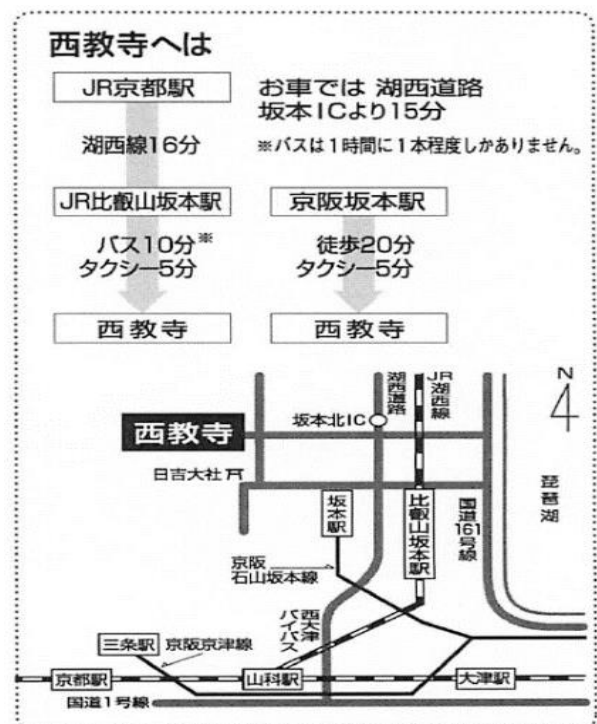 西教寺へは
JR京都駅
湖西線16分
JR比叡山坂本駅
バス10分※
タクシー5分
西教寺
お車では 湖西道路
坂本ICより15分
※バスは1時間に1本程度しかありません。
京阪坂本駅
徒歩20分
タクシー5分
西教寺
湖西道路
JR湖西線
N
西教寺
坂本北IC
日吉大社
琵琶湖
坂本駅
比叡山坂本駅
国道161号線
京阪
石山坂本線
西大津
バイパス
三条駅
京阪京津線
京都駅
山科駅
大津駅
国道1号線